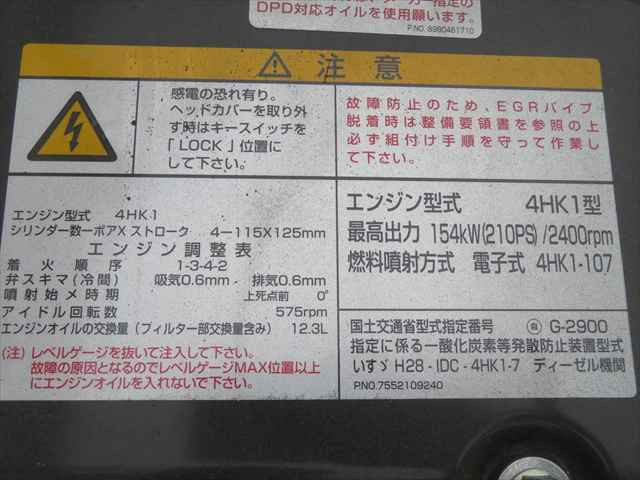 DPD対応オイルを使用願います。
P.NO. 8980461710
注意
感電の恐れ有り。
ヘッドカバーを取り外
す時はキースイッチを
「LOCK」位置に
して下さい。
故障防止のため、EGRパイプ
脱着時は整備要領書を参照の上
必ず組付け手順を守って作業
して下さい。
エンジン型式 4HK1
シリンダー数ーボアXストローク 4-115X125mm
エンジン調整表
着火順序 1-3-4-2
弁スキマ(冷間) 吸気0.6mm 排気0.6mm
噴射始メ時期 上死点前 0°
アイドル回転数 575rpm
エンジンオイルの交換量(フィルター部交換量含み) 12.3L
(注)レベルゲージを抜いて注入して下さい。
故障の原因となるのでレベルゲージMAX位置以上
にエンジンオイルを入れないで下さい。
エンジン型式 4HK1型
最高出力 154kW(210PS)/2400rpm
燃料噴射方式 電子式 4HK1-107
国土交通省型式指定番号 G-2900
指定に係る一酸化炭素等発散防止装置型式
いすゞ H28-IDC-4HK1-7 ディーゼル機関
P.NO.7552109240